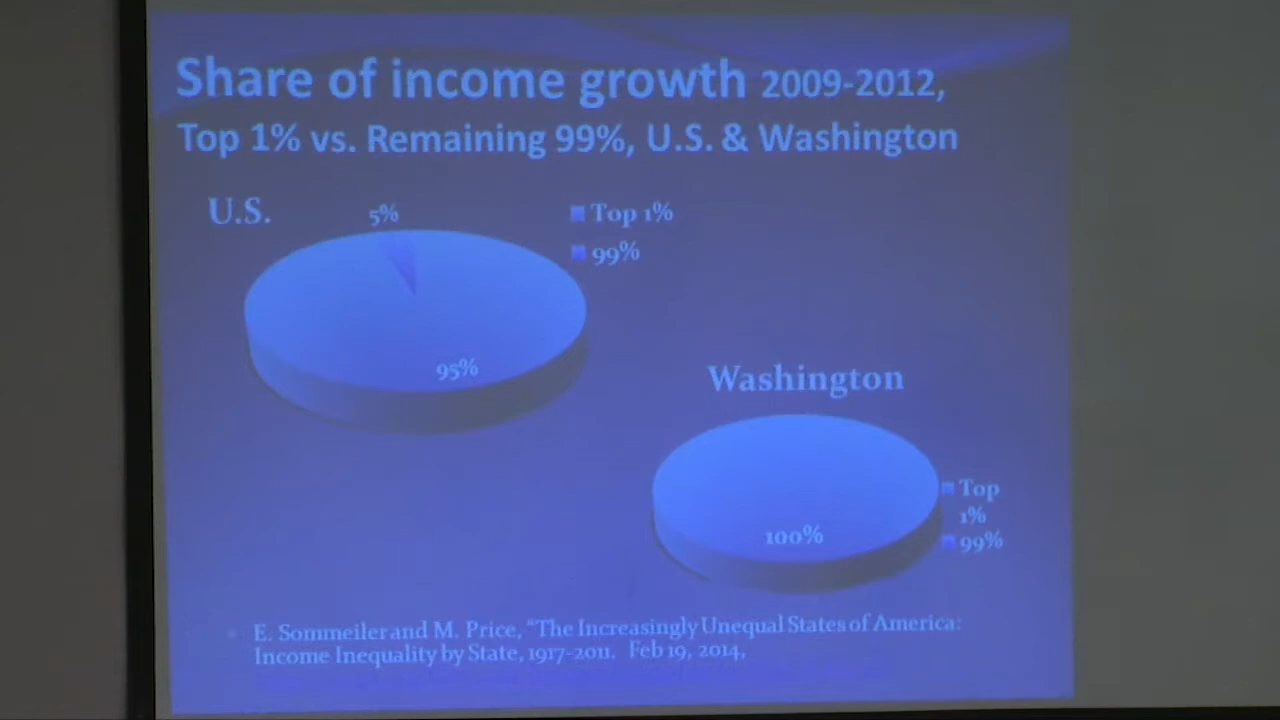 Share of income growth 2009-2012,
Top 1% vs. Remaining 99%, U.S. & Washington
U.S.
5%
Top 1%
99%
95%
Washington
100%
Top
1%
99%
E. Sommeiler and M. Price, "The Increasingly Unequal States of America:
Income Inequality by State, 1917-2011. Feb 19, 2014,